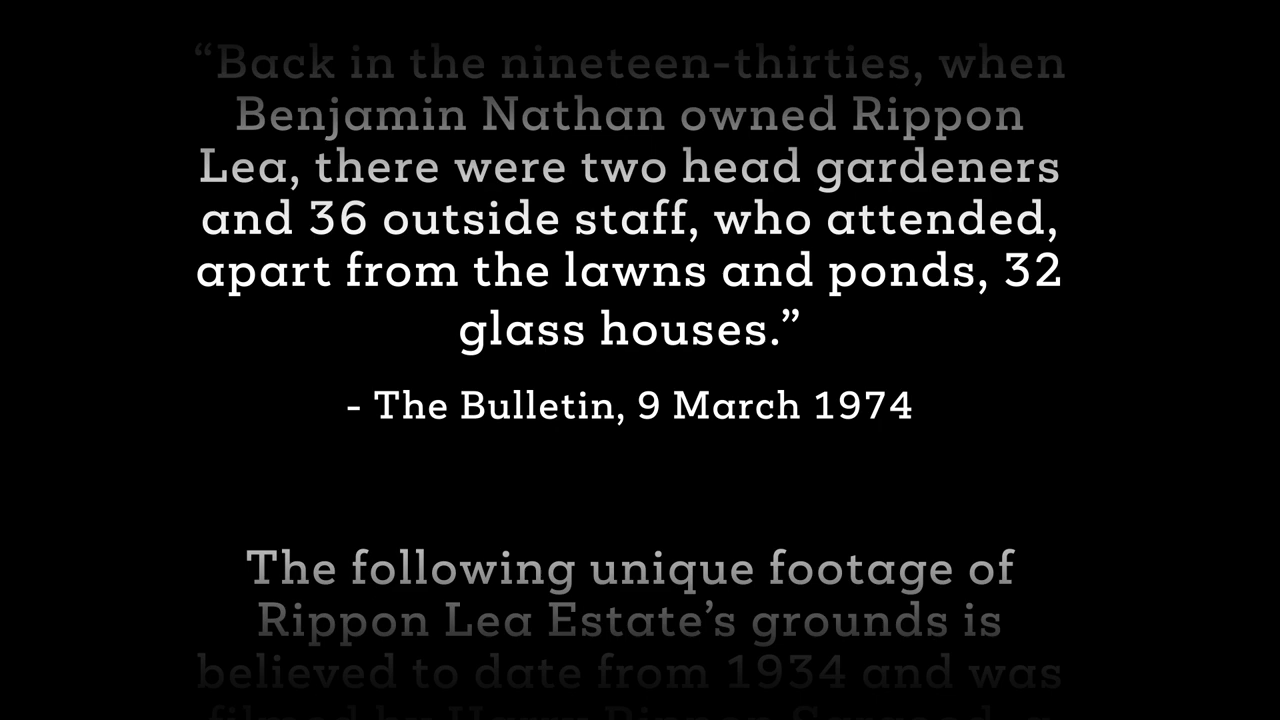 “Back in the nineteen-thirties, when
Benjamin Nathan owned Rippon
Lea, there were two head gardeners
and 36 outside staff, who attended,
apart from the lawns and ponds, 32
glass houses.”
- The Bulletin, 9 March 1974
The following unique footage of
Rippon Lea Estate’s grounds is
believed to date from 1934 and was